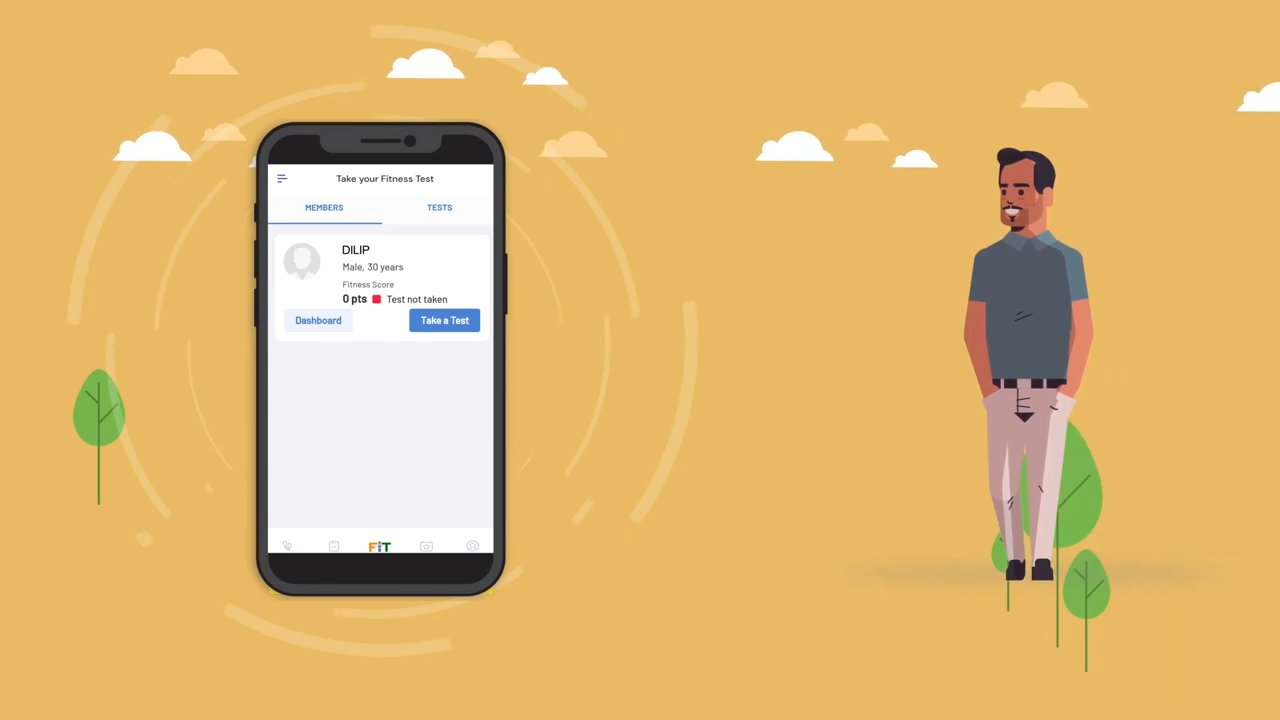 Take your Fitness Test
MEMBERS TESTS
DILIP
Male, 30 years
Fitness Score
0 pts Test not taken
Dashboard Take a Test
FiT